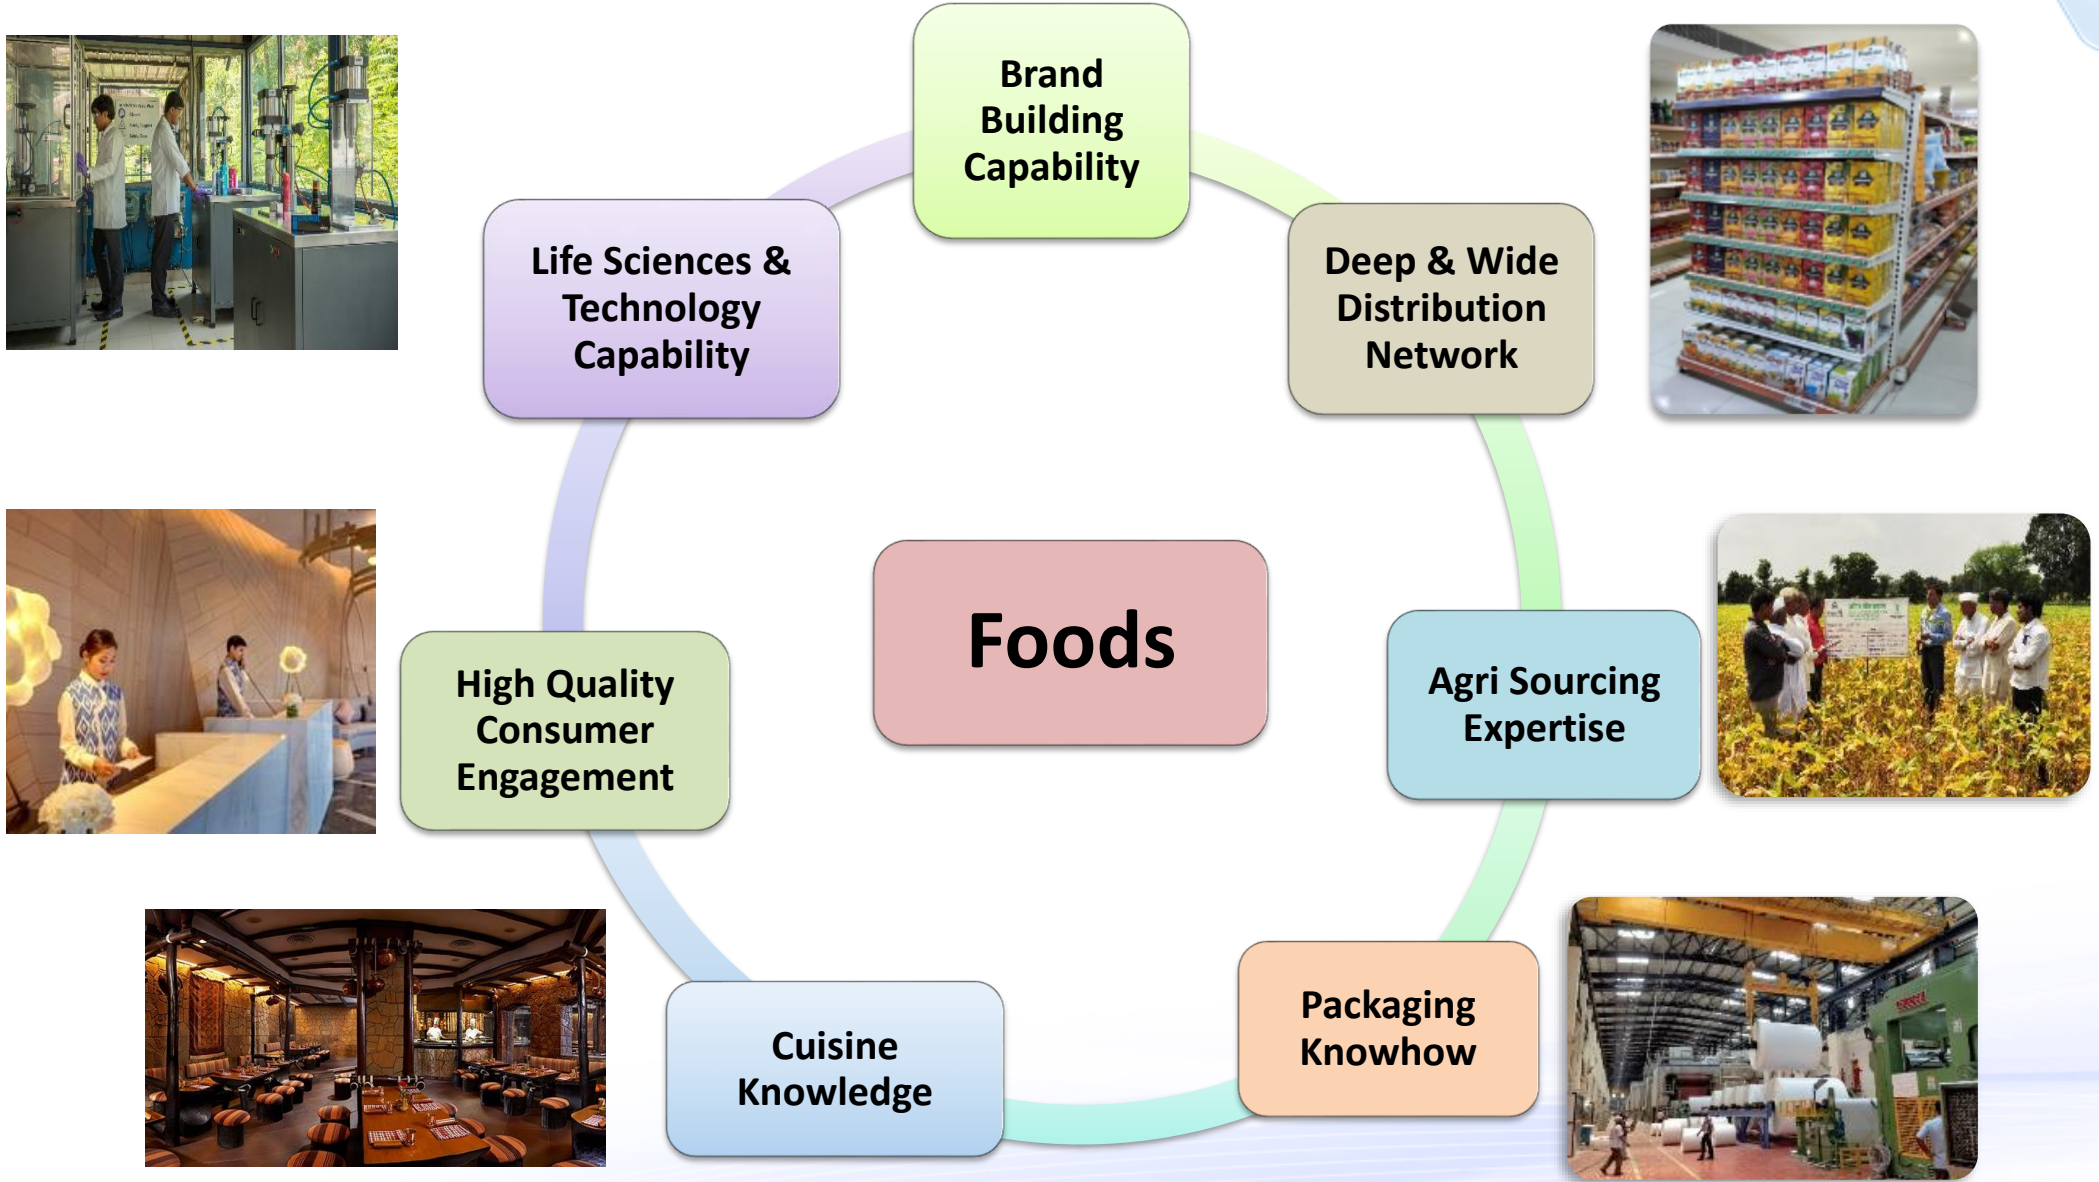 Brand
Building
Capability
Life Sciences &
Technology
Capability
Deep & Wide
Distribution
Network
Foods
High Quality
Consumer
Engagement
Agri Sourcing
Expertise
Packaging
Knowhow
Cuisine
Knowledge